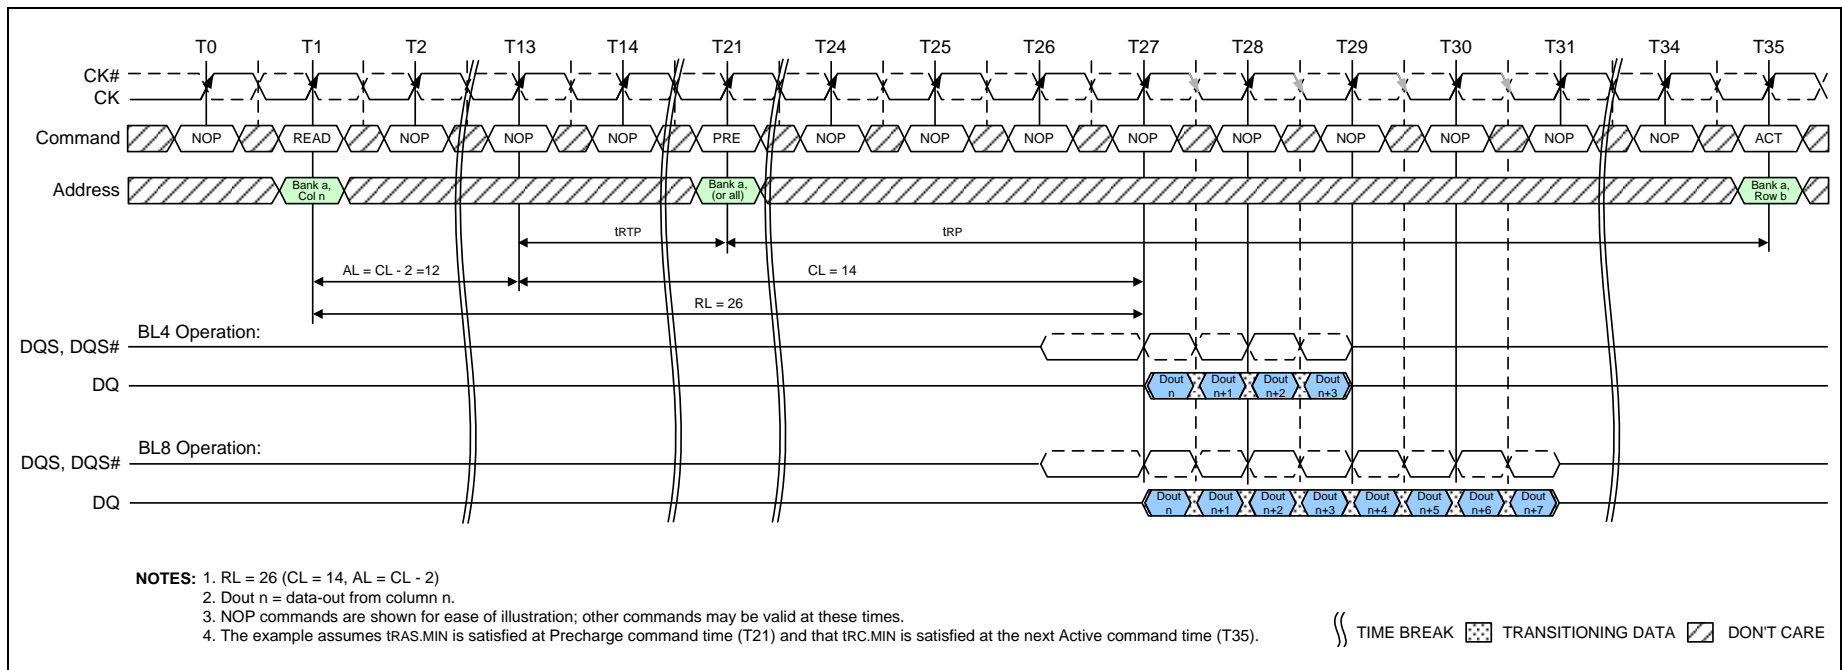 T0 T1 T2 T13 T14 T21 T24 T25 T26 T27 T28 T29 T30 T31 T34 T35
CK#
CK
Command NOP READ NOP NOP NOP PRE NOP NOP NOP NOP NOP NOP NOP NOP NOP ACT
Address Bank a, Col n Bank a, (or all) Bank a, Row b
tRTP tRP
AL = CL - 2 =12 CL = 14
RL = 26
BL4 Operation:
DQS, DQS#
DQ Dout n Dout n+1 Dout n+2 Dout n+3
BL8 Operation:
DQS, DQS#
DQ Dout n Dout n+1 Dout n+2 Dout n+3 Dout n+4 Dout n+5 Dout n+6 Dout n+7
NOTES: 1. RL = 26 (CL = 14, AL = CL - 2)
2. Dout n = data-out from column n.
3. NOP commands are shown for ease of illustration; other commands may be valid at these times.
4. The example assumes tRAS.MIN is satisfied at Precharge command time (T21) and that tRC.MIN is satisfied at the next Active command time (T35).
TIME BREAK TRANSITIONING DATA DON'T CARE